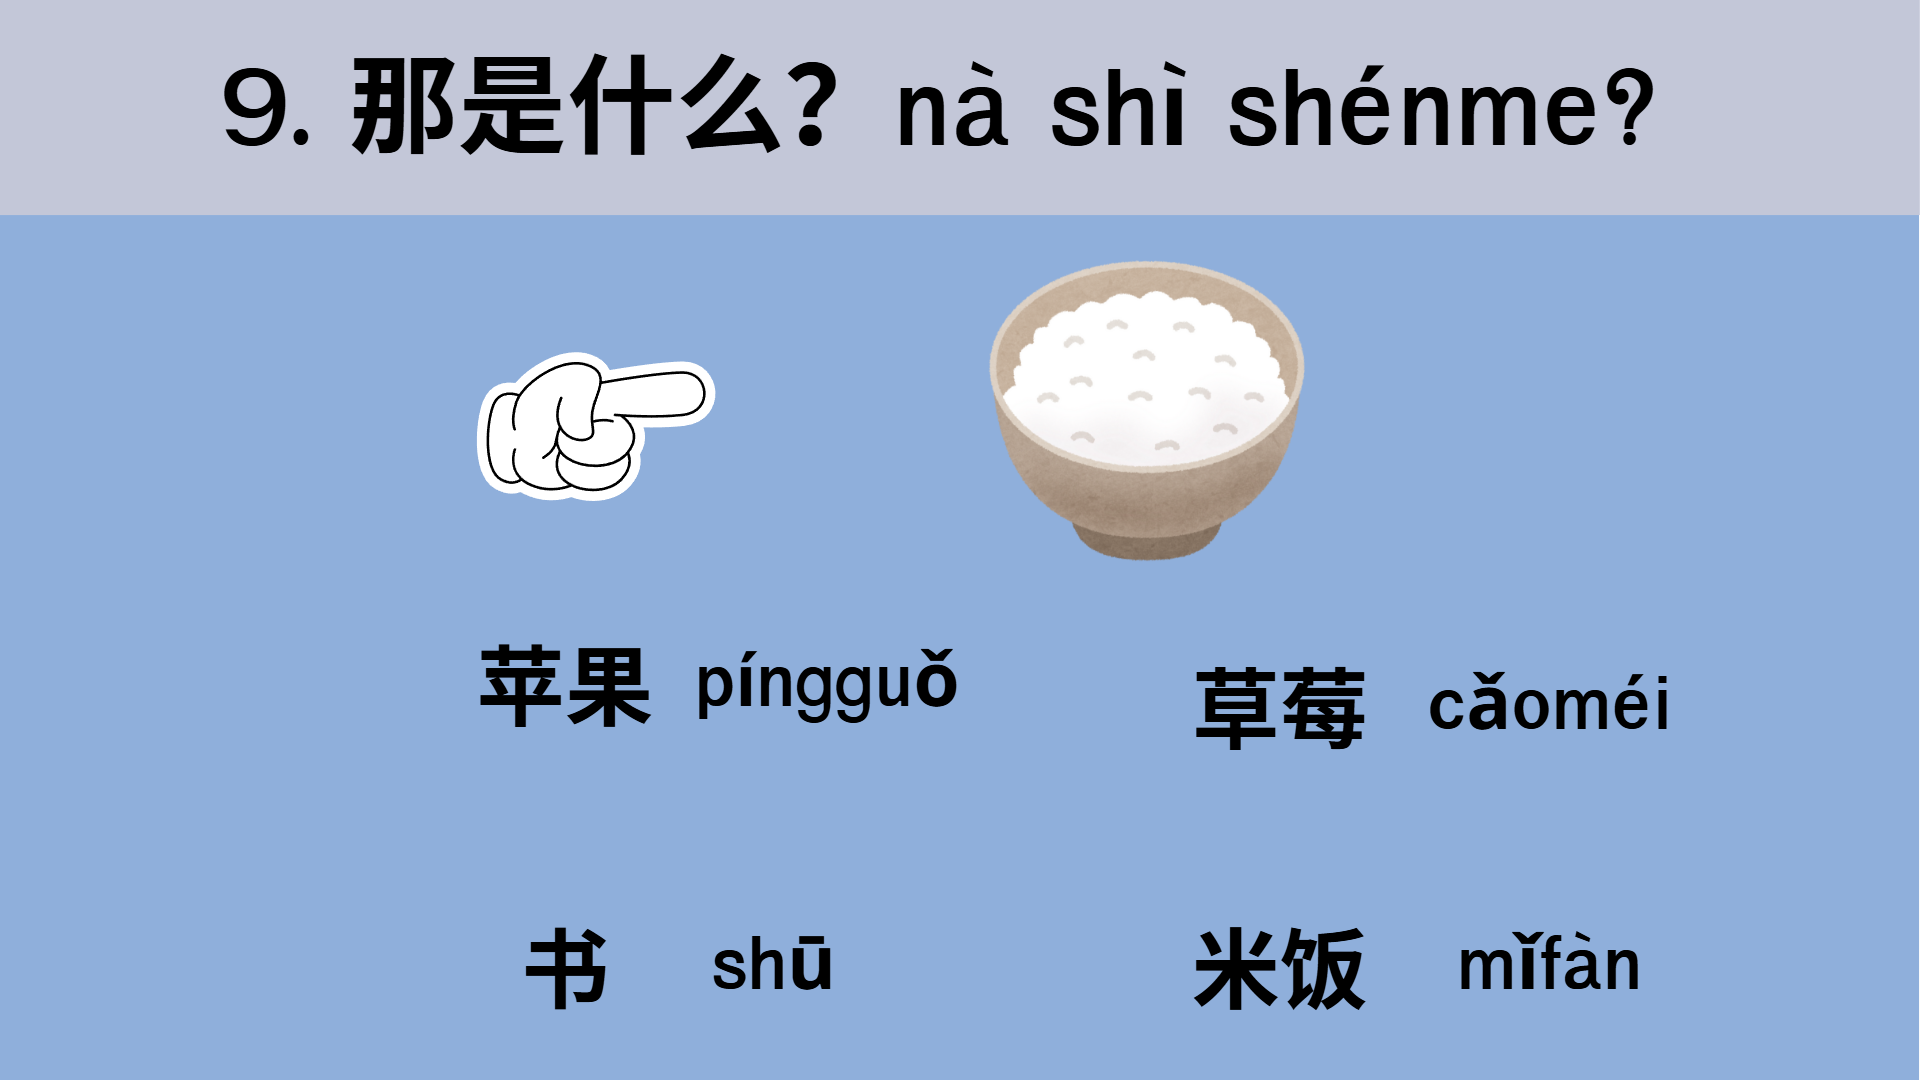 9. 那是什么？ nà shì shénme?
苹果 píngguǒ
草莓 cǎoméi
书 shū
米饭 mǐfàn